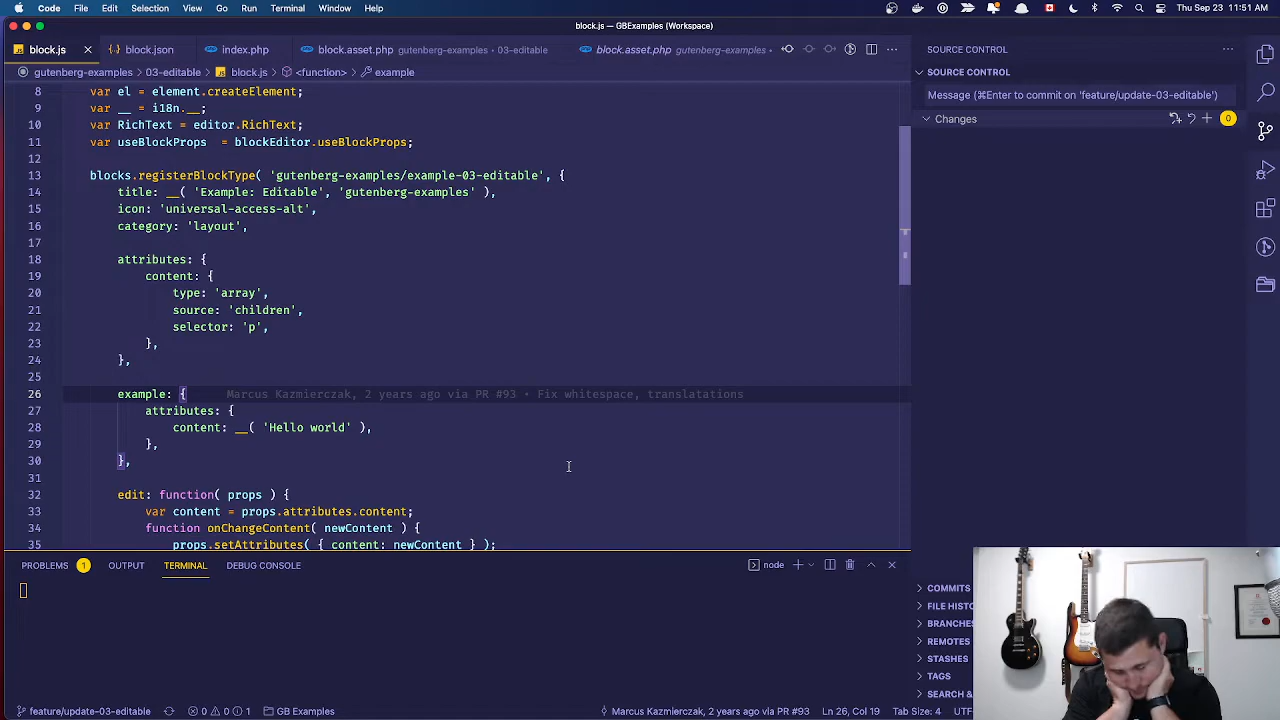 Code File Edit Selection View Go Run Terminal Window Help
Thu Sep 23 11:51 AM
block.js — GBExamples (Workspace)
block.js
block.json
index.php
block.asset.php gutenberg-examples • 03-editable
block.asset.php gutenberg-examples •
gutenberg-examples > 03-editable > block.js > <function> > example
8 var el = element.createElement;
9 var __ = i18n.__;
10 var RichText = editor.RichText;
11 var useBlockProps = blockEditor.useBlockProps;
12
13 blocks.registerBlockType( 'gutenberg-examples/example-03-editable', {
14 title: __( 'Example: Editable', 'gutenberg-examples' ),
15 icon: 'universal-access-alt',
16 category: 'layout',
17
18 attributes: {
19 content: {
20 type: 'array',
21 source: 'children',
22 selector: 'p',
23 },
24 },
25
26 example: { Marcus Kazmierczak, 2 years ago via PR #93 • Fix whitespace, translatations
27 attributes: {
28 content: __( 'Hello world' ),
29 },
30 },
31
32 edit: function( props ) {
33 var content = props.attributes.content;
34 function onChangeContent( newContent ) {
35 props.setAttributes( { content: newContent } );
SOURCE CONTROL
SOURCE CONTROL
Message (⌘Enter to commit on 'feature/update-03-editable')
Changes
0
PROBLEMS 1 OUTPUT TERMINAL DEBUG CONSOLE
node
COMMITS
FILE HISTO
BRANCHES
REMOTES
STASHES
TAGS
SEARCH &
feature/update-03-editable 0 0 1 GB Examples
Marcus Kazmierczak, 2 years ago via PR #93 Ln 26, Col 19 Tab Size: 4 UTF